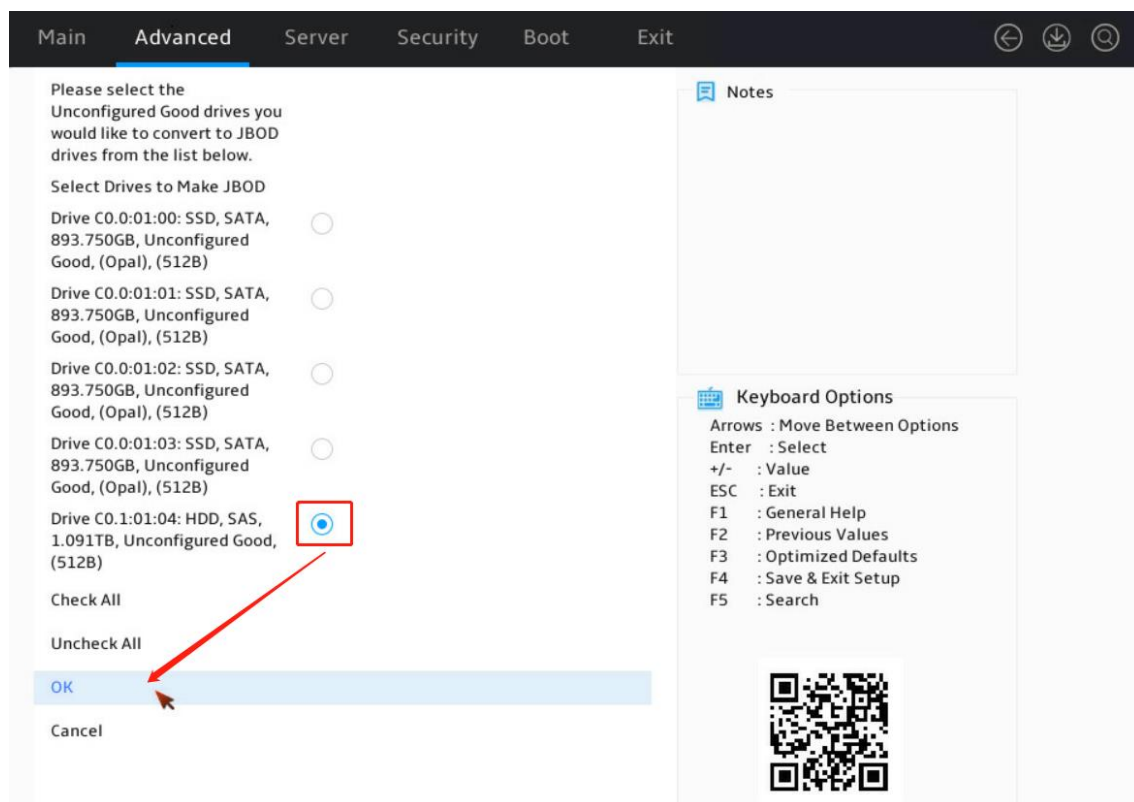 Main Advanced Server Security Boot Exit
Please select the
Unconfigured Good drives you
would like to convert to JBOD
drives from the list below.
Select Drives to Make JBOD
Drive C0.0:01:00: SSD, SATA,
893.750GB, Unconfigured
Good, (Opal), (512B)
Drive C0.0:01:01: SSD, SATA,
893.750GB, Unconfigured
Good, (Opal), (512B)
Drive C0.0:01:02: SSD, SATA,
893.750GB, Unconfigured
Good, (Opal), (512B)
Drive C0.0:01:03: SSD, SATA,
893.750GB, Unconfigured
Good, (Opal), (512B)
Drive C0.1:01:04: HDD, SAS,
1.091TB, Unconfigured Good,
(512B)
Check All
Uncheck All
OK
Cancel
Notes
Keyboard Options
Arrows : Move Between Options
Enter : Select
+/- : Value
ESC : Exit
F1 : General Help
F2 : Previous Values
F3 : Optimized Defaults
F4 : Save & Exit Setup
F5 : Search